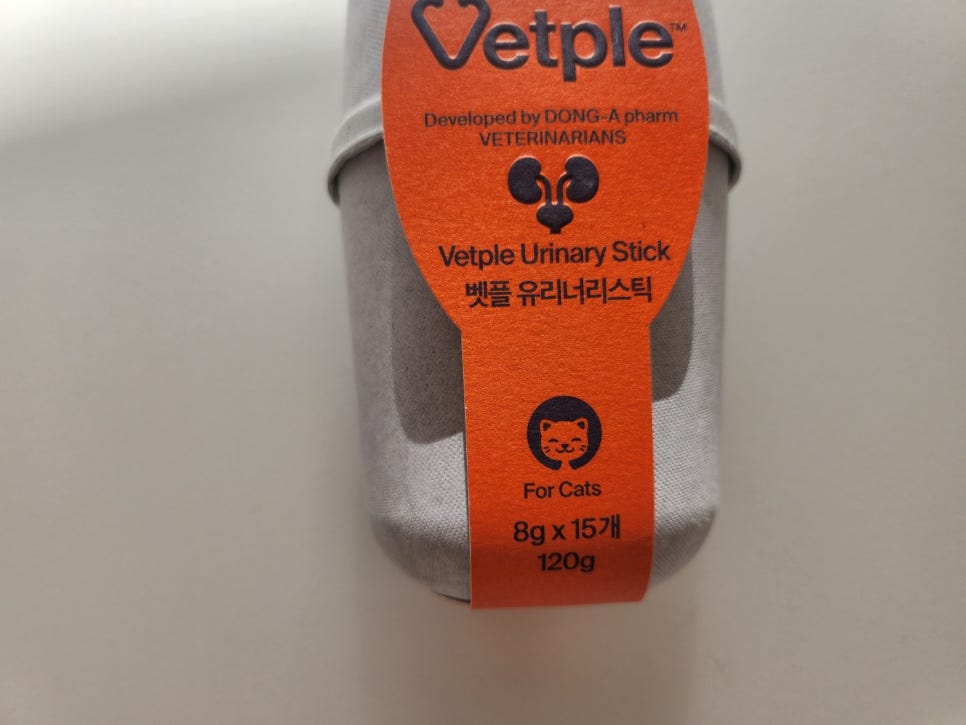 Vetple™
Developed by DONG-A pharm
VETERINARIANS
Vetple Urinary Stick
벳플 유리너리스틱
For Cats
8g x 15개
120g